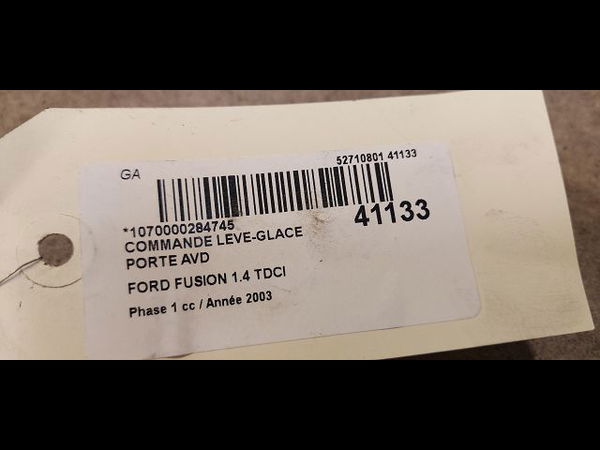 GA
52710801 41133
*1070000284745
41133
COMMANDE LEVE-GLACE
PORTE AVD
FORD FUSION 1.4 TDCI
Phase 1 cc / Année 2003